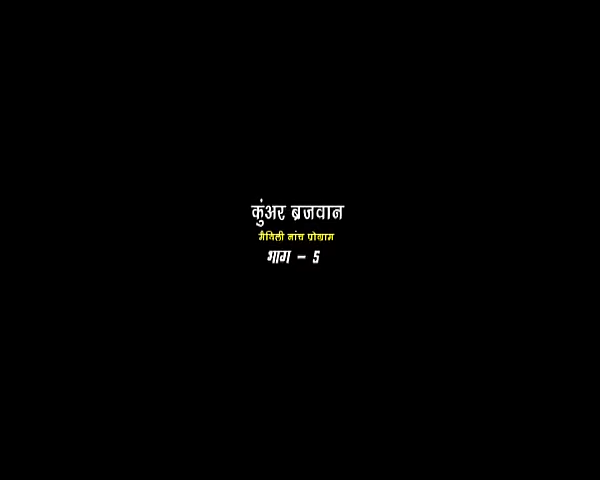 कुंअर ब्रजवान
मैथिली नांच प्रोग्राम
भाग - 5